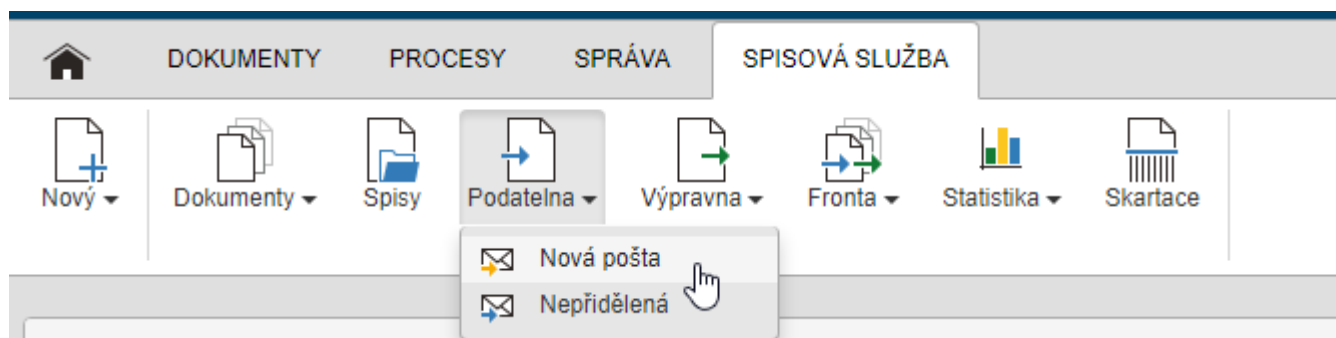 DOKUMENTY PROCESY SPRÁVA SPISOVÁ SLUŽBA
Nový Dokumenty Spisy Podatelna Výpravna Fronta Statistika Skartace
Nová pošta
Nepřidělená